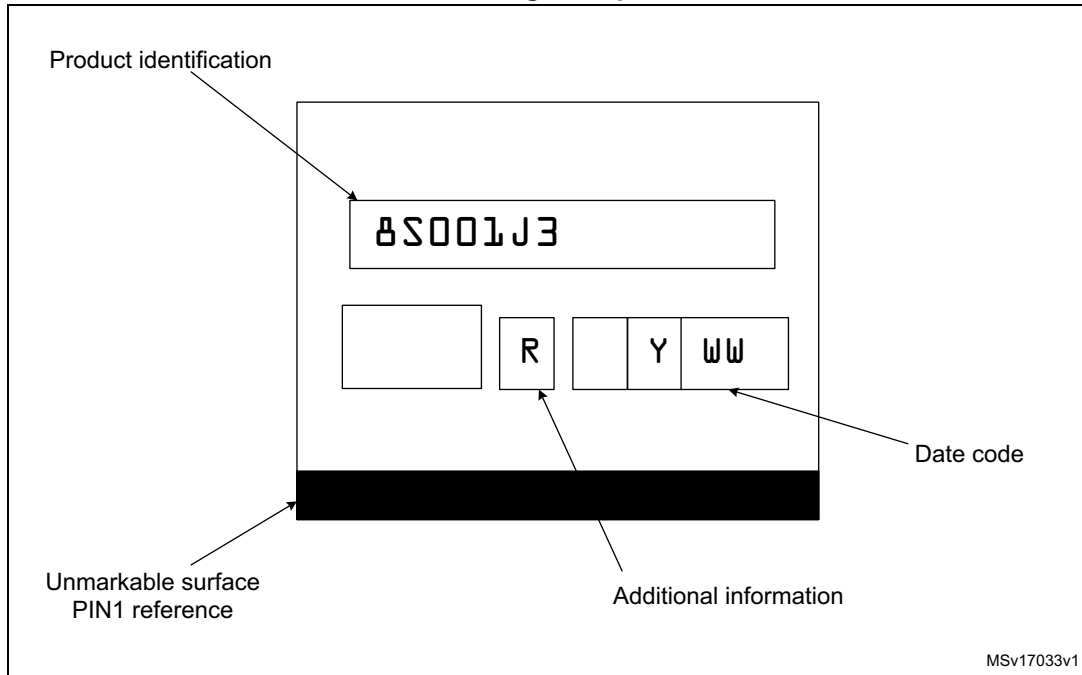 Product identification
8S001J3
R Y WW
Date code
Unmarkable surface
PIN1 reference
Additional information
MSv17033v1